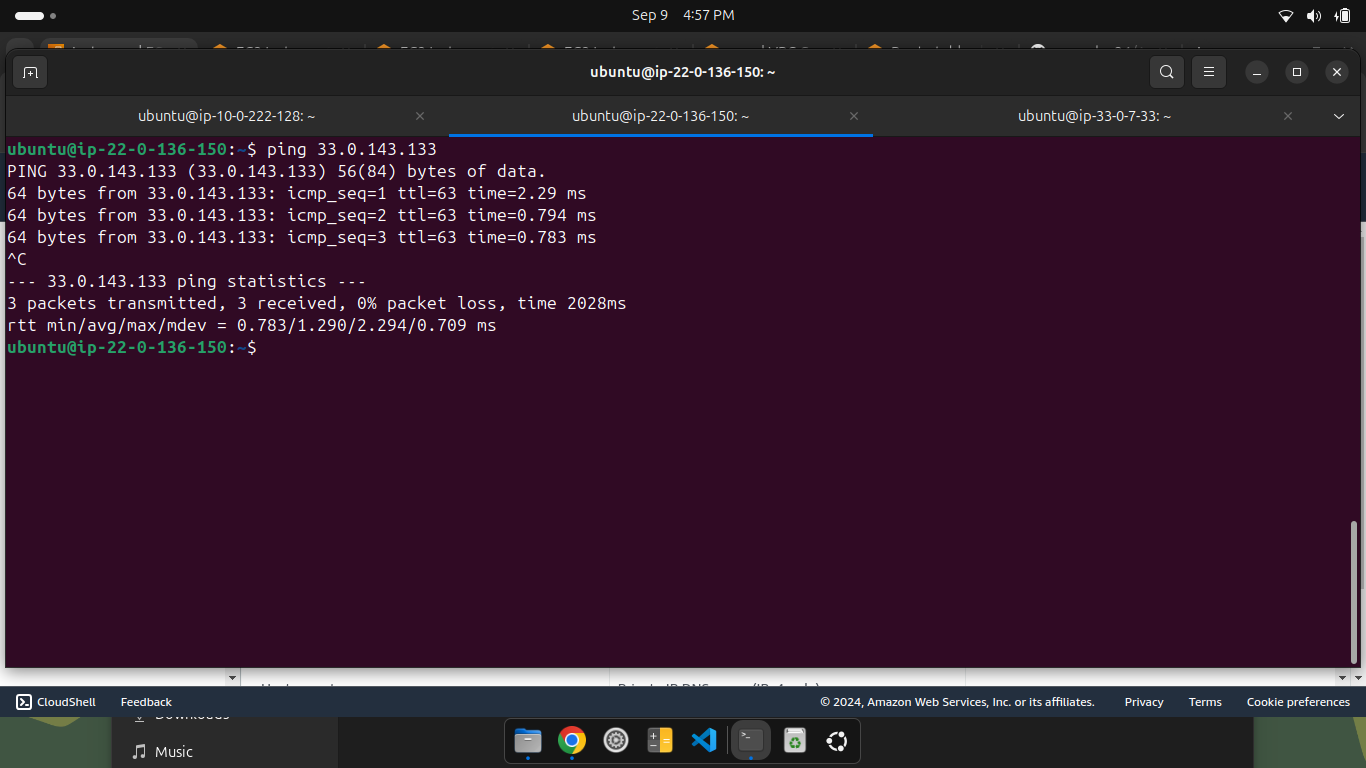 Sep 9 4:57 PM
ubuntu@ip-22-0-136-150: ~
ubuntu@ip-10-0-222-128: ~
ubuntu@ip-22-0-136-150: ~
ubuntu@ip-33-0-7-33: ~
ubuntu@ip-22-0-136-150:~$ ping 33.0.143.133
PING 33.0.143.133 (33.0.143.133) 56(84) bytes of data.
64 bytes from 33.0.143.133: icmp_seq=1 ttl=63 time=2.29 ms
64 bytes from 33.0.143.133: icmp_seq=2 ttl=63 time=0.794 ms
64 bytes from 33.0.143.133: icmp_seq=3 ttl=63 time=0.783 ms
^C
--- 33.0.143.133 ping statistics ---
3 packets transmitted, 3 received, 0% packet loss, time 2028ms
rtt min/avg/max/mdev = 0.783/1.290/2.294/0.709 ms
ubuntu@ip-22-0-136-150:~$
CloudShell Feedback © 2024, Amazon Web Services, Inc. or its affiliates. Privacy Terms Cookie preferences
Downloads
Music